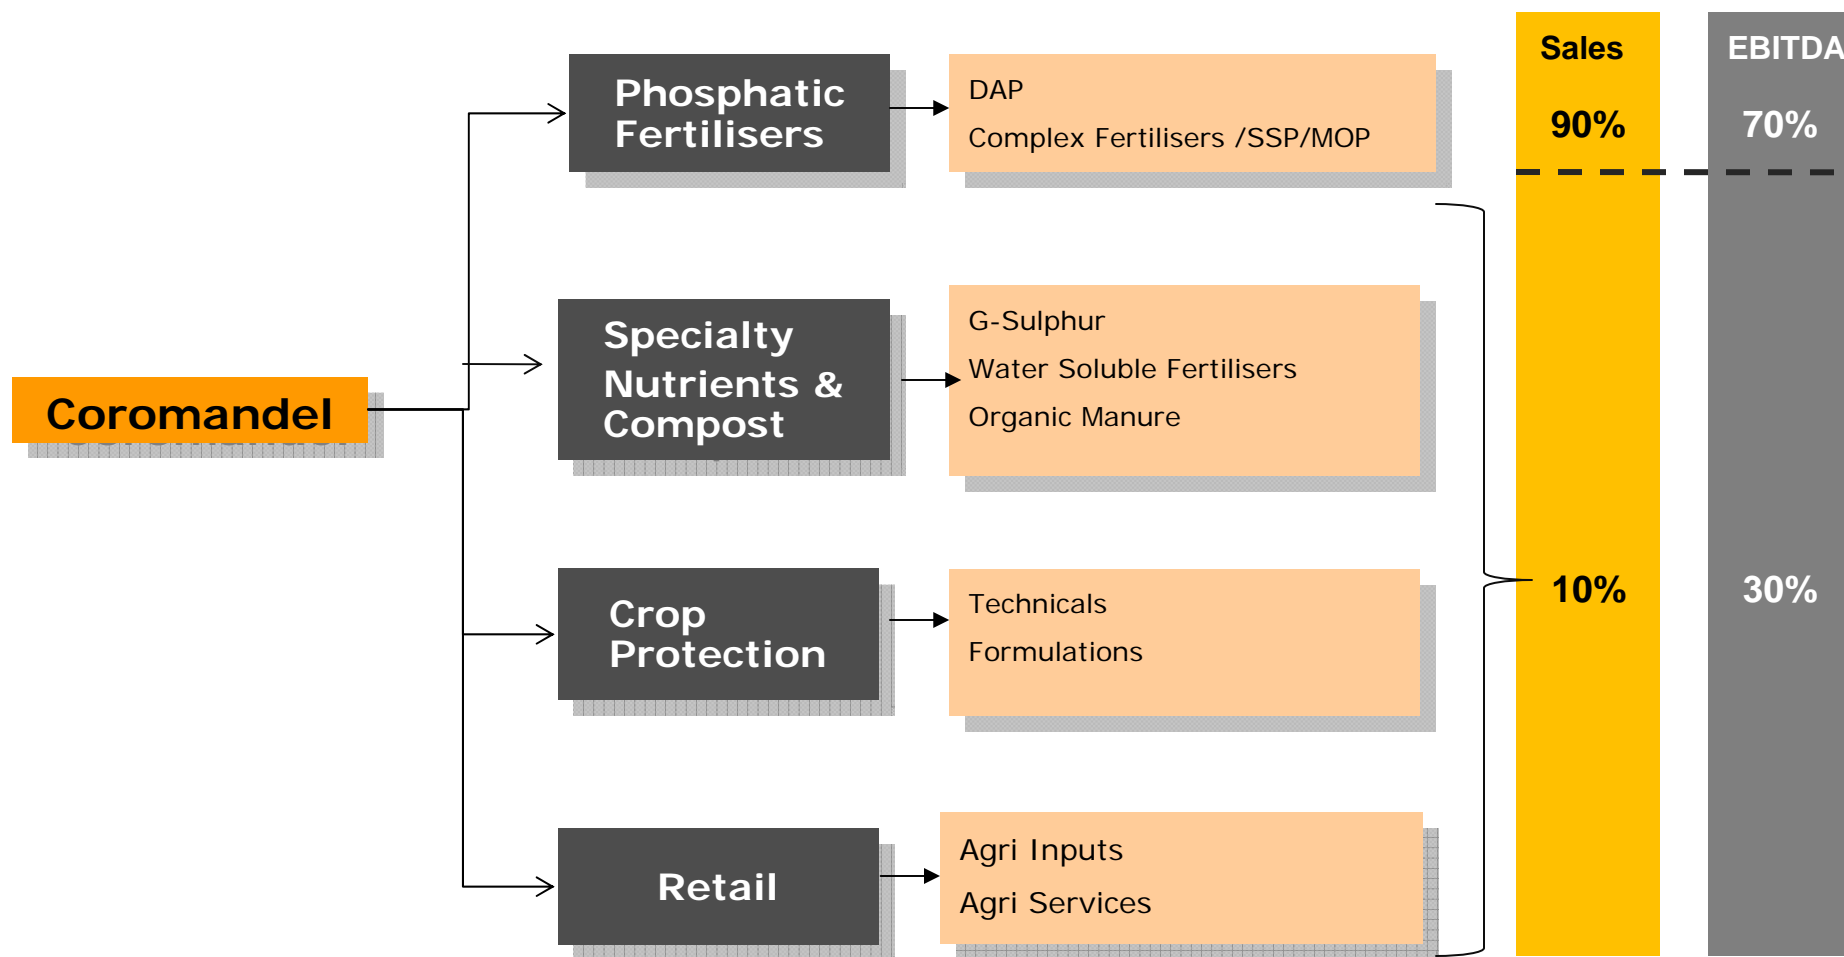 Sales
EBITDA
Phosphatic
Fertilisers
DAP
Complex Fertilisers /SSP/MOP
90%
70%
Specialty
Nutrients &
Compost
G-Sulphur
Water Soluble Fertilisers
Organic Manure
Coromandel
Crop
Protection
Technicals
Formulations
10%
30%
Retail
Agri Inputs
Agri Services